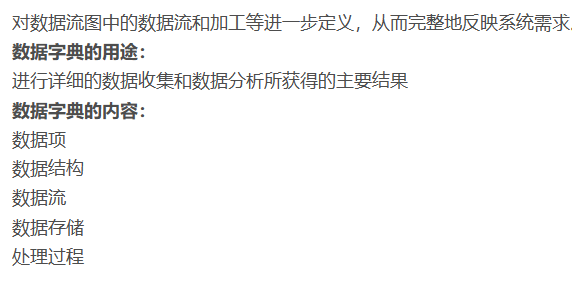 对数据流图中的数据流和加工等进一步定义，从而完整地反映系统需求.
数据字典的用途：
进行详细的数据收集和数据分析所获得的主要结果
数据字典的内容：
数据项
数据结构
数据流
数据存储
处理过程